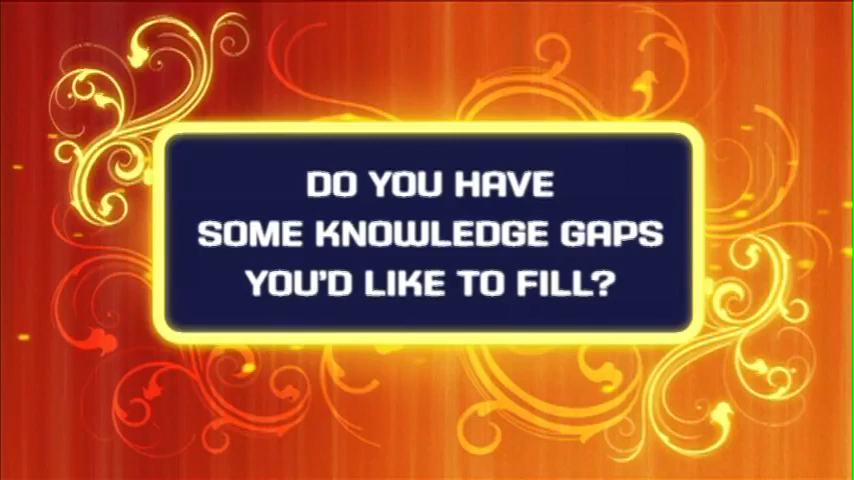 DO YOU HAVE
SOME KNOWLEDGE GAPS
YOU'D LIKE TO FILL?